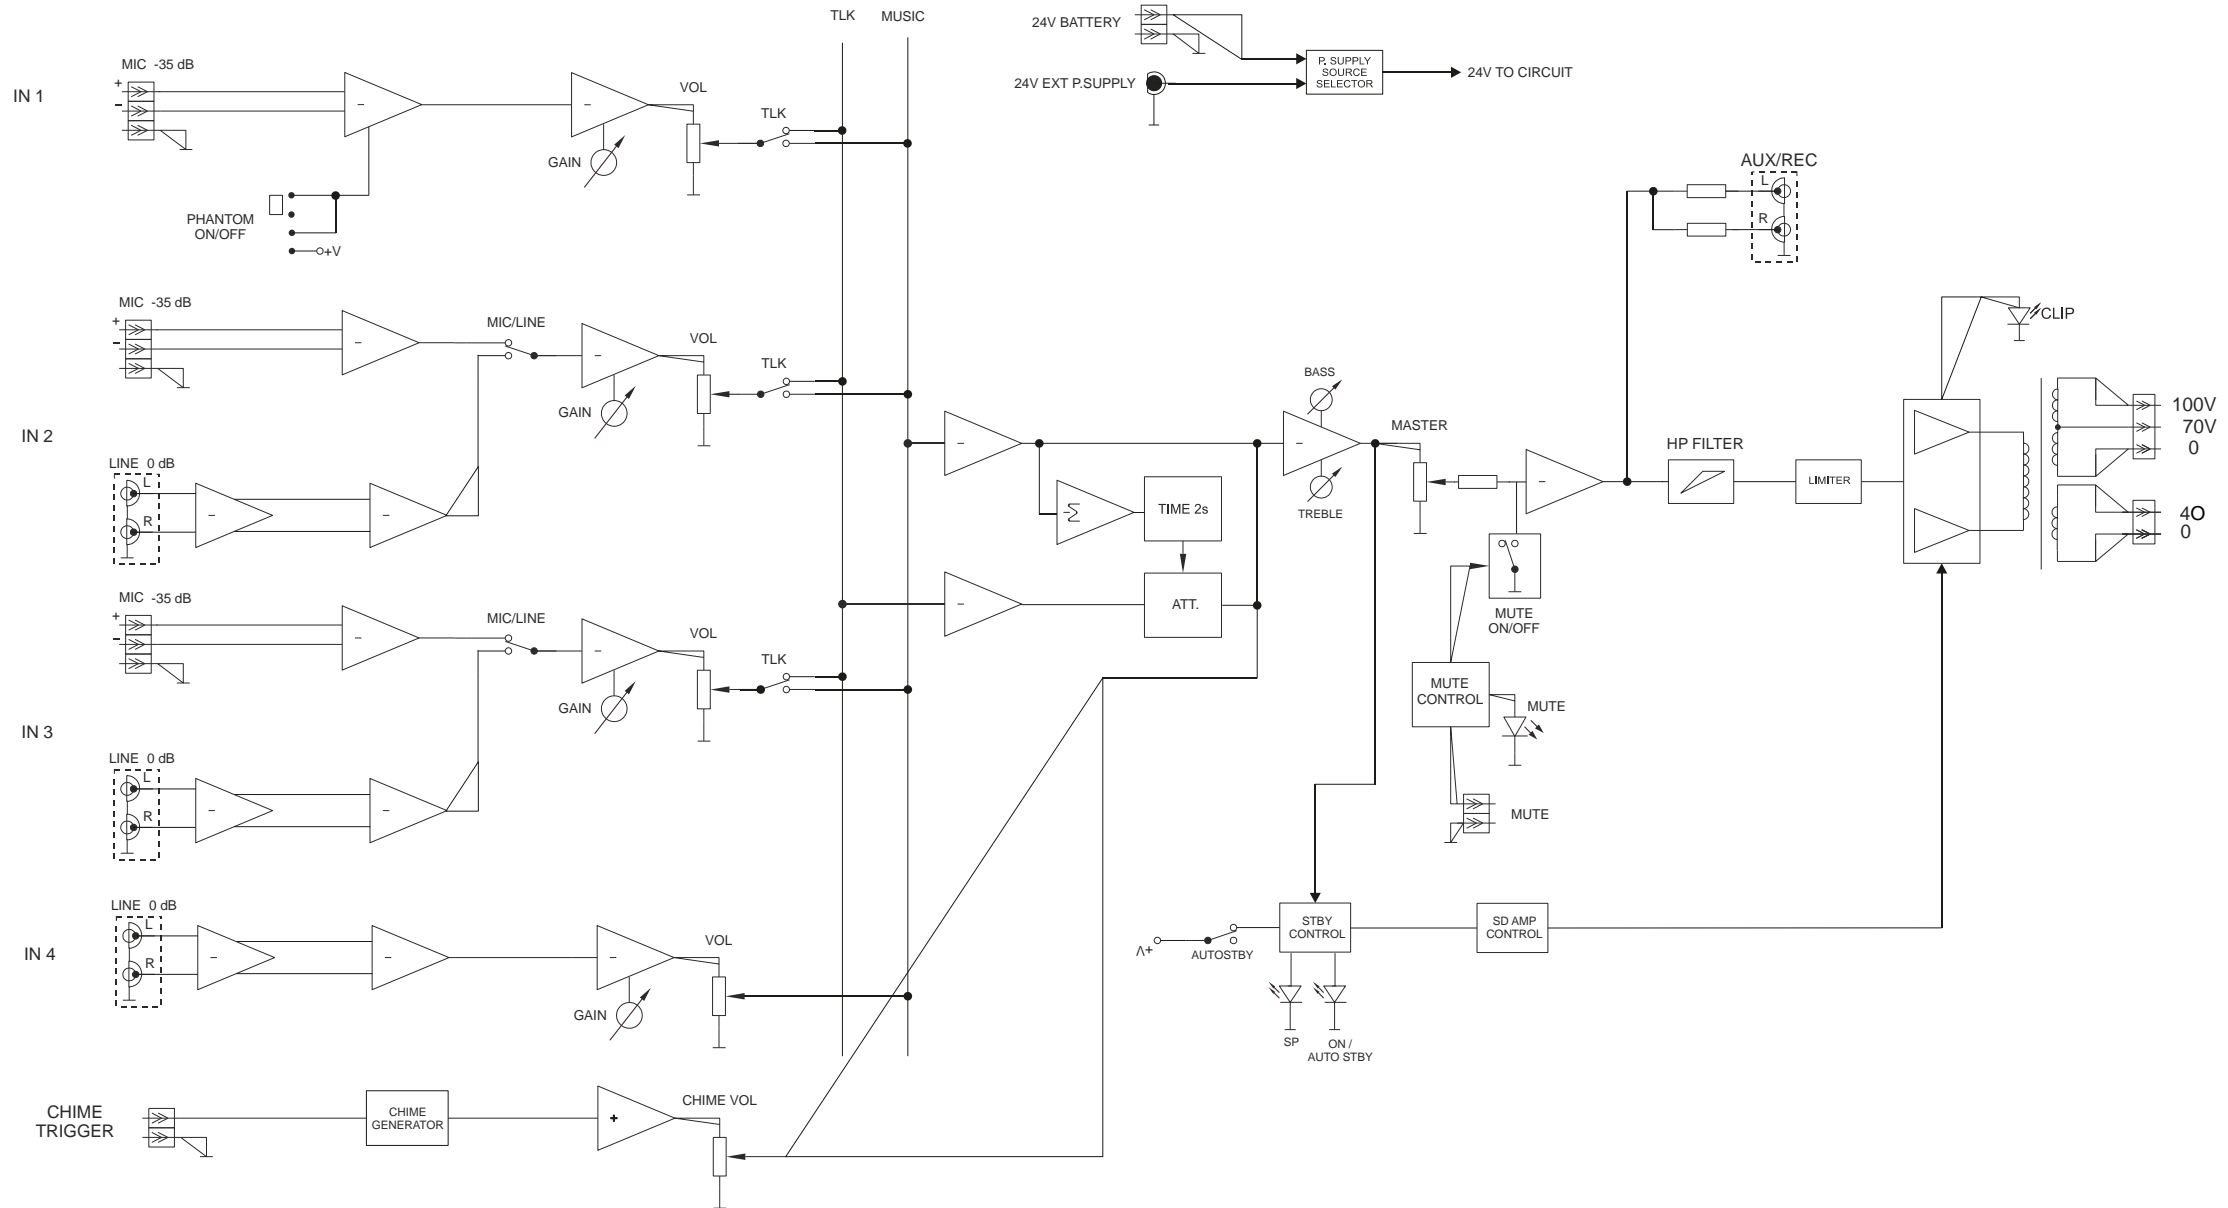 TLK MUSIC
24V BATTERY
24V EXT P.SUPPLY
P. SUPPLY
SOURCE
SELECTOR
24V TO CIRCUIT
IN 1
MIC -35 dB
+
-
-
-
VOL
TLK
GAIN
PHANTOM
ON/OFF
+V
AUX/REC
L
R
IN 2
MIC -35 dB
+
-
-
MIC/LINE
-
VOL
TLK
GAIN
LINE 0 dB
L
R
-
-
IN 3
MIC -35 dB
+
-
-
MIC/LINE
-
VOL
TLK
GAIN
LINE 0 dB
L
R
-
-
IN 4
LINE 0 dB
L
R
-
-
-
VOL
GAIN
CHIME
TRIGGER
CHIME
GENERATOR
+
CHIME VOL
-
-Σ
TIME 2s
-
ATT.
BASS
-
TREBLE
MASTER
-
MUTE
ON/OFF
MUTE
CONTROL
MUTE
MUTE
HP FILTER
LIMITER
CLIP
100V
70V
0
4O
0
Λ+
AUTOSTBY
STBY
CONTROL
SD AMP
CONTROL
SP
ON /
AUTO STBY